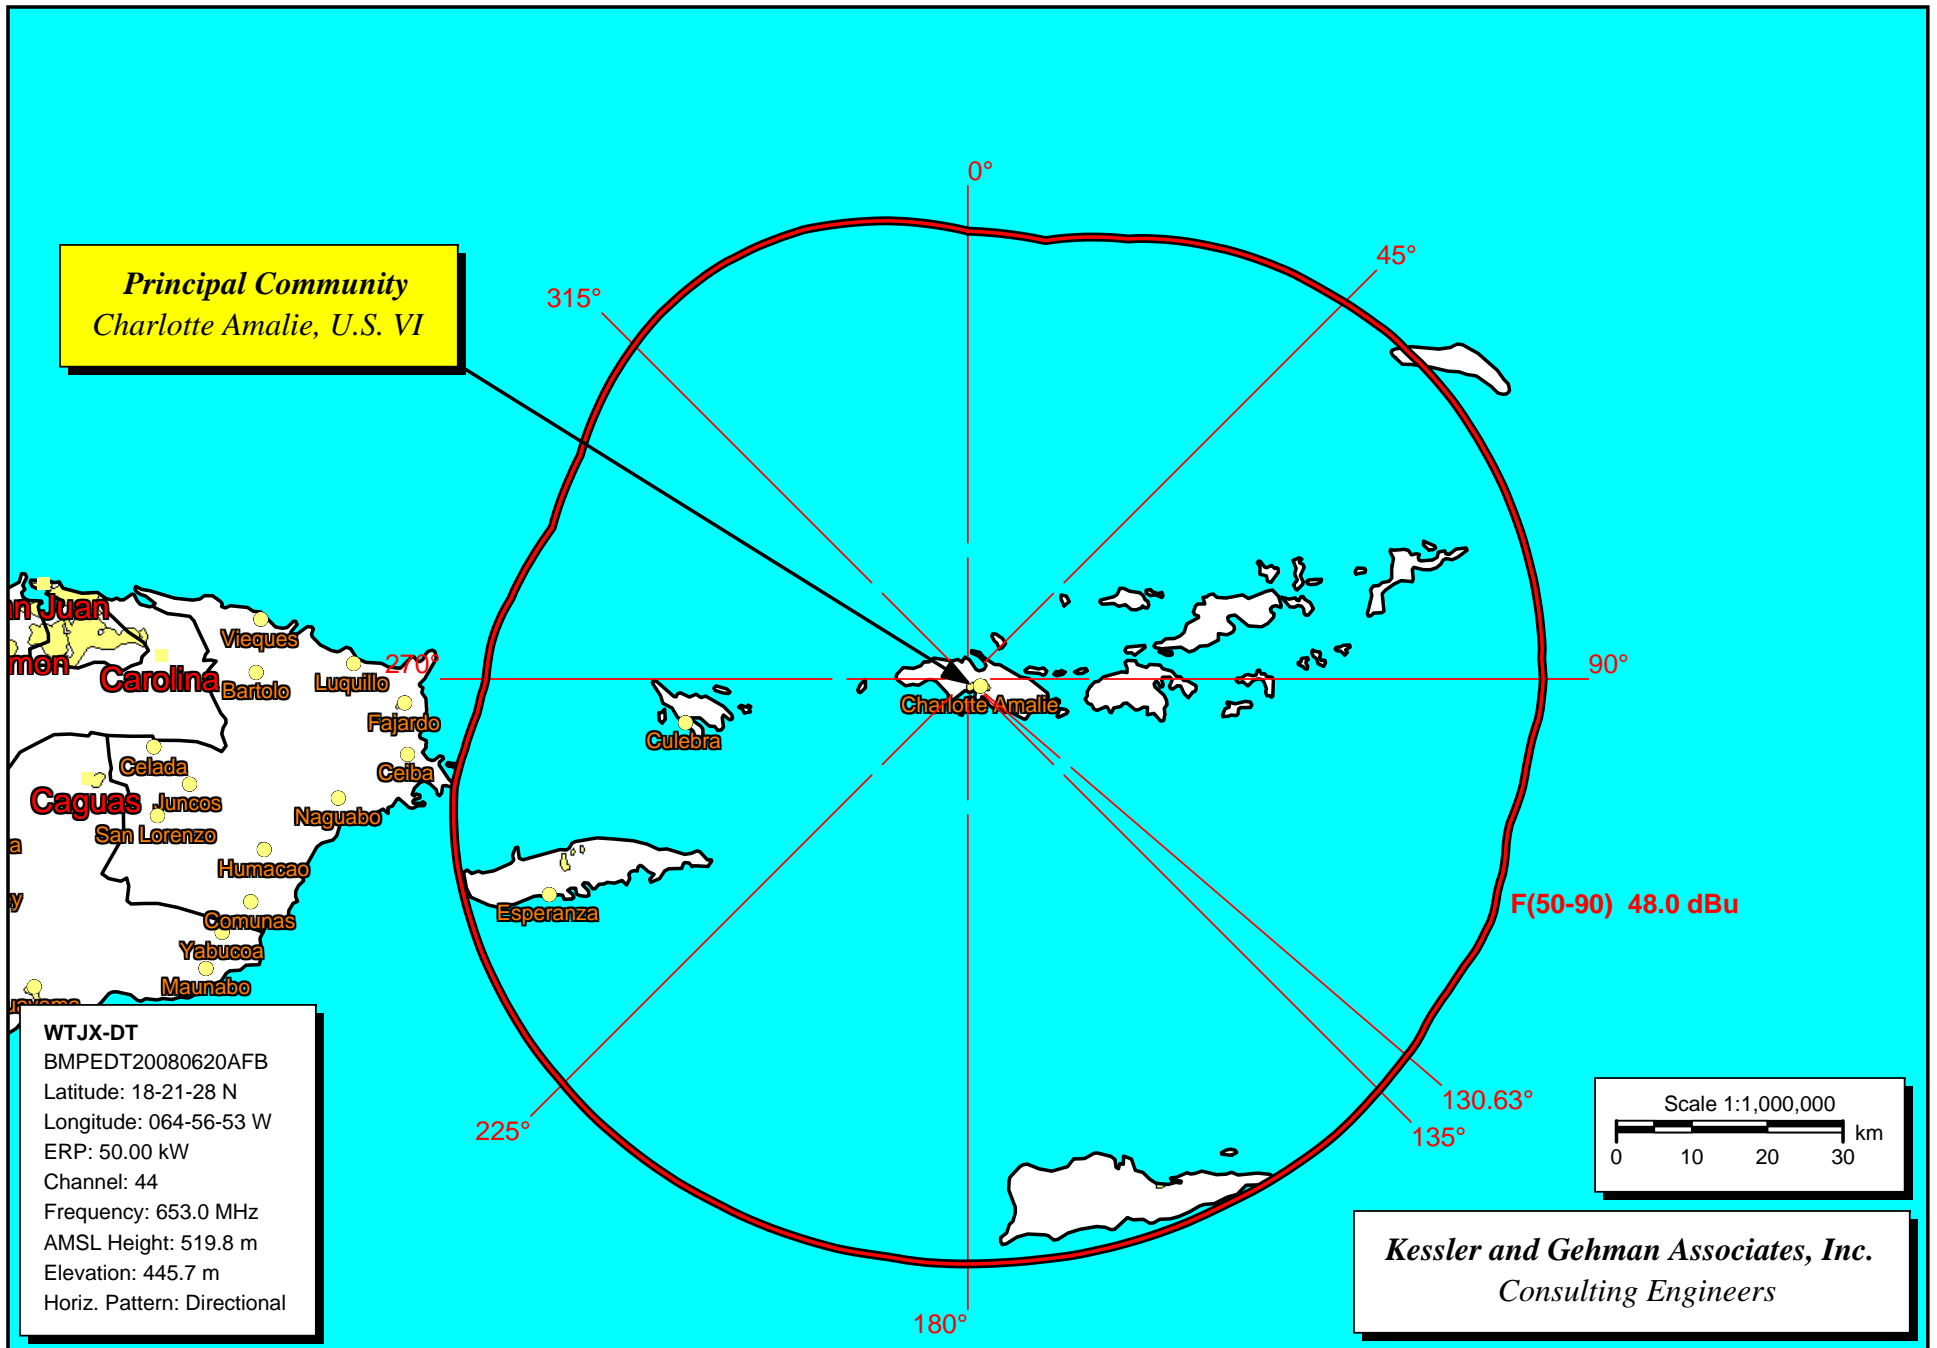 0°
45°
Principal Community
Charlotte Amalie, U.S. VI
315°
San Juan
Vieques
270°
90°
Carolina
Bartolo
Luquillo
Charlotte Amalie
Fajardo
Culebra
Celada
Ceiba
Caguas
Juncos
Naguabo
San Lorenzo
Humacao
Esperanza
F(50-90) 48.0 dBu
Comunas
Yabucoa
Maunabo
WTJX-DT
BMPEDT20080620AFB
Latitude: 18-21-28 N
Longitude: 064-56-53 W
ERP: 50.00 kW
Channel: 44
Frequency: 653.0 MHz
AMSL Height: 519.8 m
Elevation: 445.7 m
Horiz. Pattern: Directional
130.63°
135°
225°
180°
Scale 1:1,000,000
km
0 10 20 30
Kessler and Gehman Associates, Inc.
Consulting Engineers